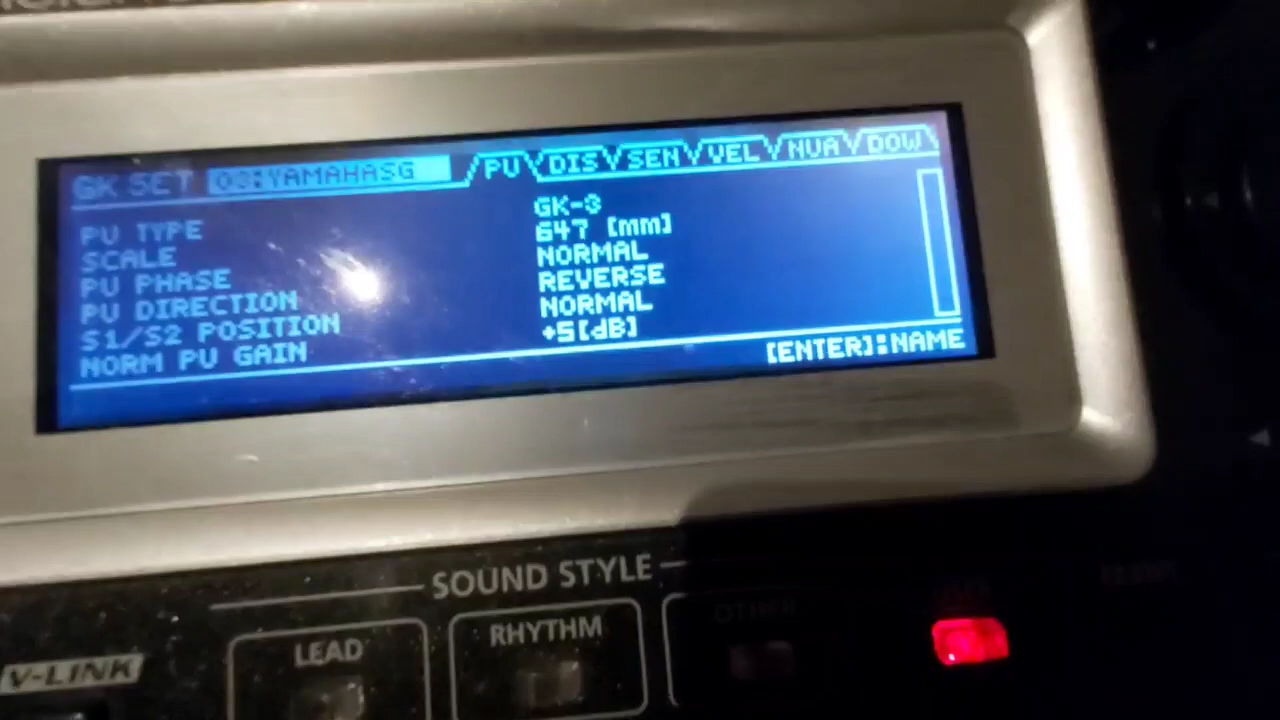 GK SET 03:YAMAHASG PU DIS SEN VEL NUA DOW
PU TYPE GK-3
SCALE 647 [mm]
PU PHASE NORMAL
PU DIRECTION REVERSE
S1/S2 POSITION NORMAL
NORM PU GAIN +5[dB]
[ENTER]:NAME
SOUND STYLE
LEAD
RHYTHM
OTHER
V-LINK